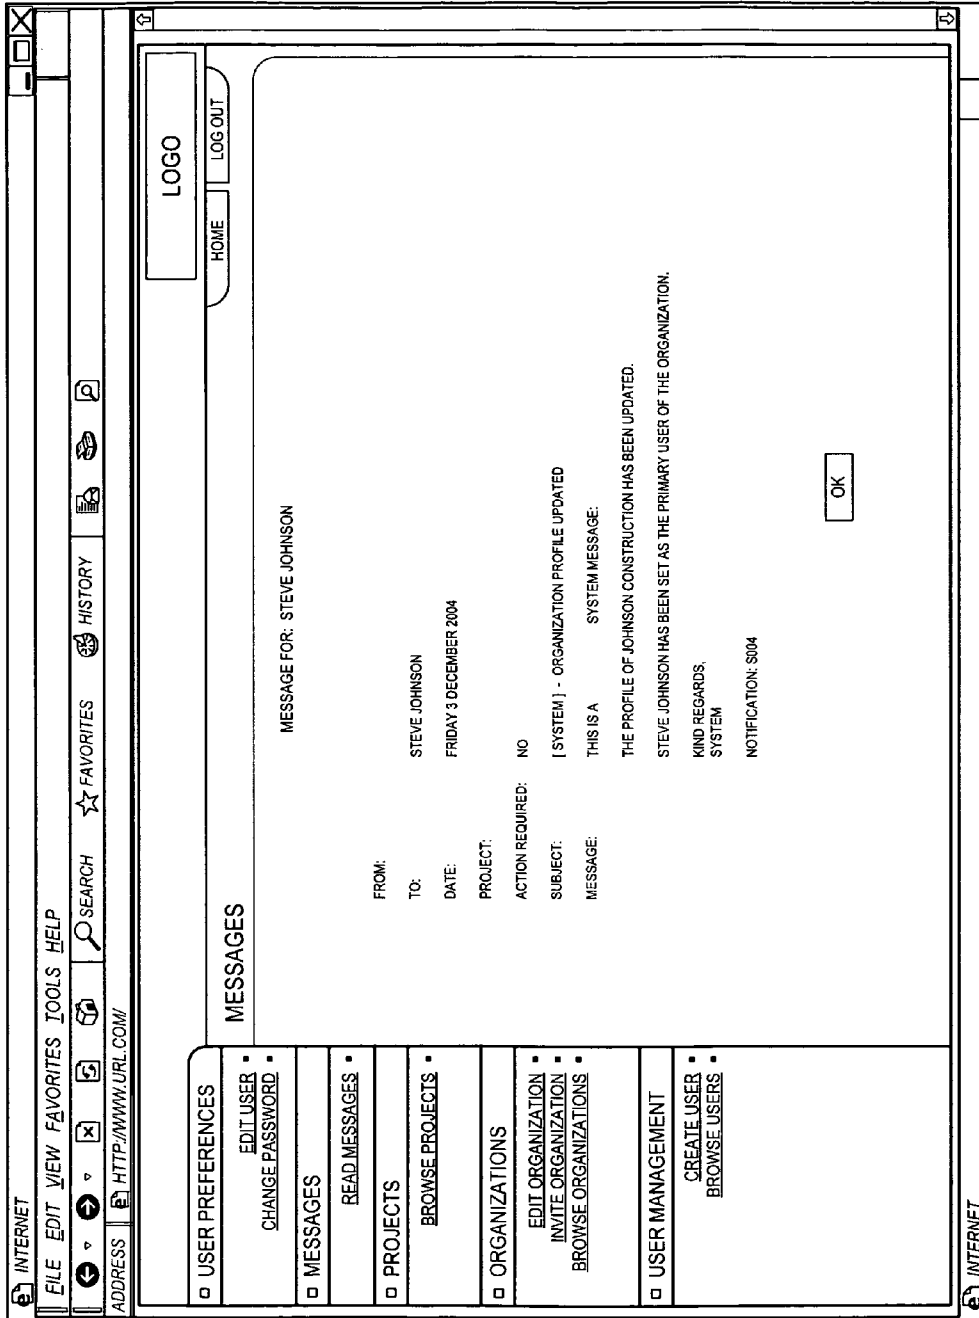 INTERNET
FILE EDIT VIEW FAVORITES TOOLS HELP
SEARCH FAVORITES HISTORY
ADDRESS HTTP://WWW.URL.COM/
LOGO
HOME LOG OUT
USER PREFERENCES
EDIT USER
CHANGE PASSWORD
MESSAGES
READ MESSAGES
PROJECTS
BROWSE PROJECTS
ORGANIZATIONS
EDIT ORGANIZATION
INVITE ORGANIZATION
BROWSE ORGANIZATIONS
USER MANAGEMENT
CREATE USER
BROWSE USERS
MESSAGES
MESSAGE FOR: STEVE JOHNSON
FROM:
TO: STEVE JOHNSON
DATE: FRIDAY 3 DECEMBER 2004
PROJECT:
ACTION REQUIRED: NO
SUBJECT: [ SYSTEM ] - ORGANIZATION PROFILE UPDATED
MESSAGE: THIS IS A SYSTEM MESSAGE:
THE PROFILE OF JOHNSON CONSTRUCTION HAS BEEN UPDATED.
STEVE JOHNSON HAS BEEN SET AS THE PRIMARY USER OF THE ORGANIZATION.
KIND REGARDS,
SYSTEM
NOTIFICATION: S004
OK
INTERNET